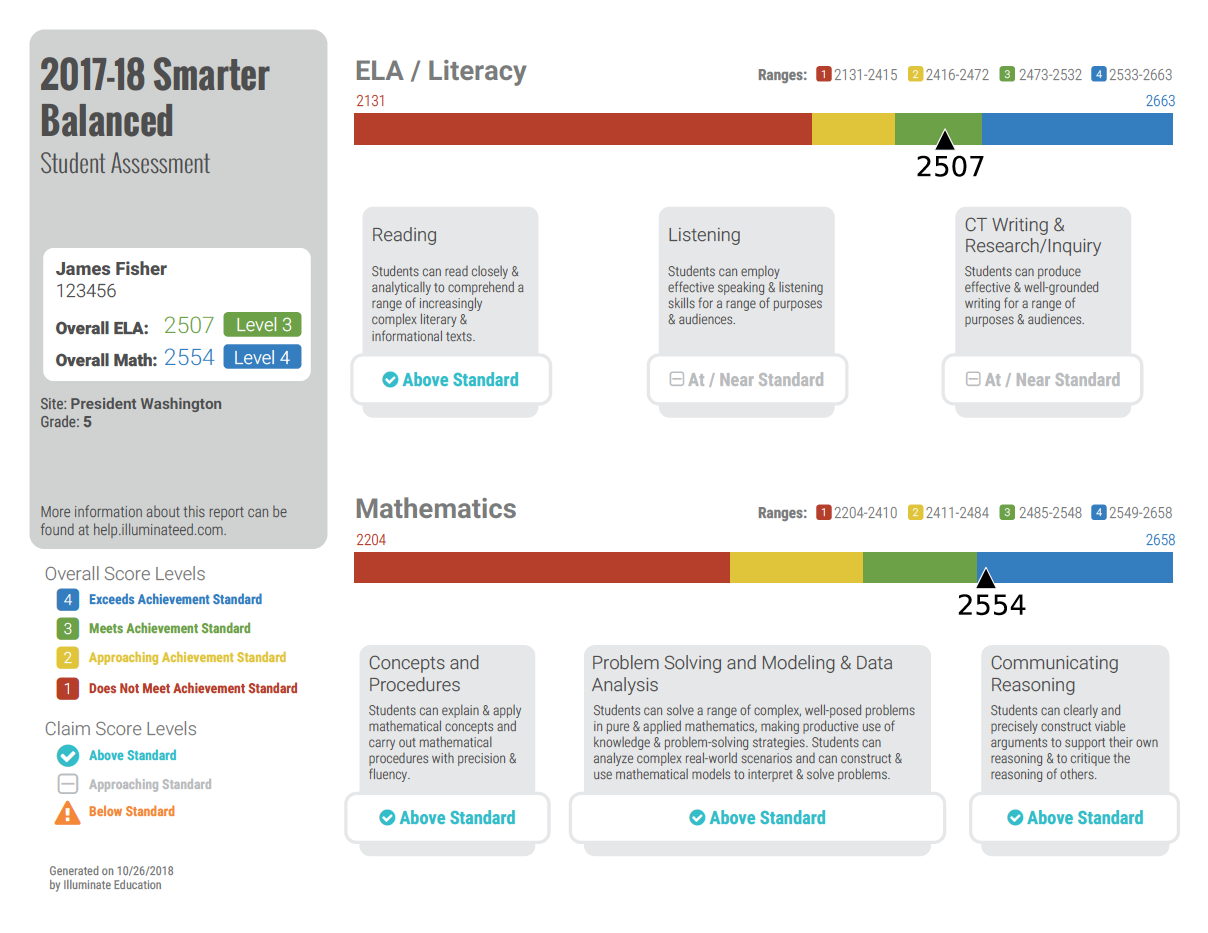 2017-18 Smarter
Balanced
Student Assessment
James Fisher
123456
Overall ELA: 2507 Level 3
Overall Math: 2554 Level 4
Site: President Washington
Grade: 5
More information about this report can be
found at help.illuminateed.com.
Overall Score Levels
4 Exceeds Achievement Standard
3 Meets Achievement Standard
2 Approaching Achievement Standard
1 Does Not Meet Achievement Standard
Claim Score Levels
Above Standard
Approaching Standard
Below Standard
Generated on 10/26/2018
by Illuminate Education
ELA / Literacy
Ranges: 1 2131-2415 2 2416-2472 3 2473-2532 4 2533-2663
2131 2663
2507
Reading
Students can read closely &
analytically to comprehend a
range of increasingly
complex literary &
informational texts.
Above Standard
Listening
Students can employ
effective speaking & listening
skills for a range of purposes
& audiences.
At / Near Standard
CT Writing &
Research/Inquiry
Students can produce
effective & well-grounded
writing for a range of
purposes & audiences.
At / Near Standard
Mathematics
Ranges: 1 2204-2410 2 2411-2484 3 2485-2548 4 2549-2658
2204 2658
2554
Concepts and
Procedures
Students can explain & apply
mathematical concepts and
carry out mathematical
procedures with precision &
fluency.
Above Standard
Problem Solving and Modeling & Data
Analysis
Students can solve a range of complex, well-posed problems
in pure & applied mathematics, making productive use of
knowledge & problem-solving strategies. Students can
analyze complex real-world scenarios and can construct &
use mathematical models to interpret & solve problems.
Above Standard
Communicating
Reasoning
Students can clearly and
precisely construct viable
arguments to support their own
reasoning & to critique the
reasoning of others.
Above Standard